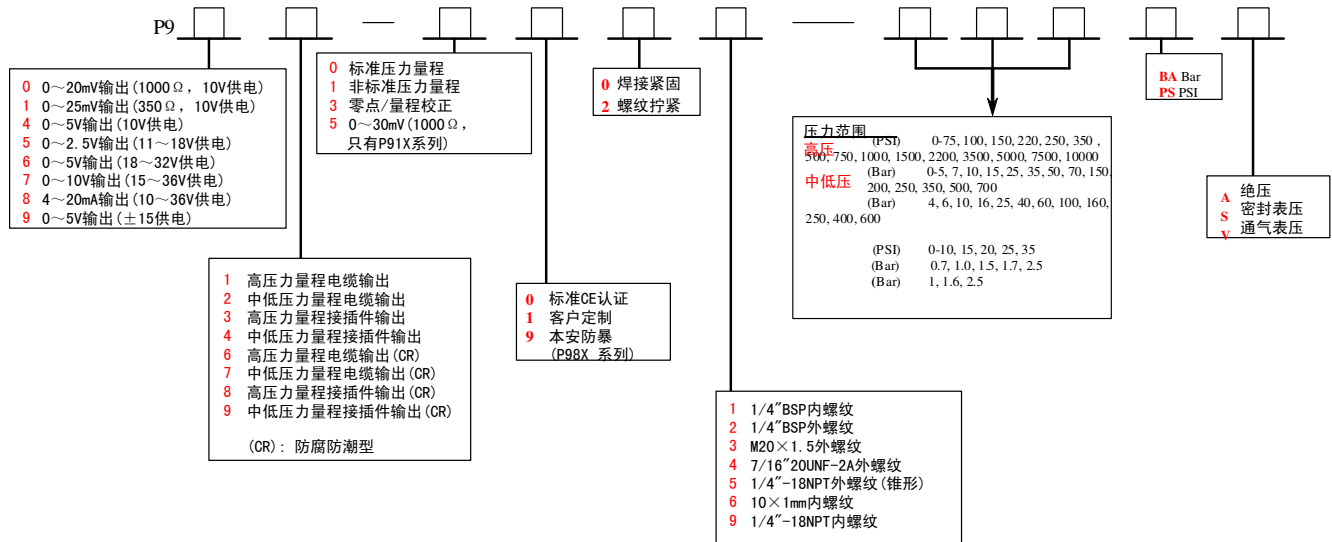 P9
0 0～20mV输出(1000Ω, 10V供电)
1 0～25mV输出(350Ω, 10V供电)
4 0～5V输出(10V供电)
5 0～2.5V输出(11～18V供电)
6 0～5V输出(18～32V供电)
7 0～10V输出(15～36V供电)
8 4～20mA输出(10～36V供电)
9 0～5V输出(±15供电)
1 高压力量程电缆输出
2 中低压力量程电缆输出
3 高压力量程接插件输出
4 中低压力量程接插件输出
6 高压力量程电缆输出(CR)
7 中低压力量程电缆输出(CR)
8 高压力量程接插件输出(CR)
9 中低压力量程接插件输出(CR)
(CR): 防腐防潮型
0 标准压力量程
1 非标准压力量程
3 零点/量程校正
5 0～30mV(1000Ω,
只有P91X系列)
0 标准CE认证
1 客户定制
9 本安防暴
(P98X 系列)
0 焊接紧固
2 螺纹拧紧
1 1/4"BSP内螺纹
2 1/4"BSP外螺纹
3 M20×1.5外螺纹
4 7/16"20UNF-2A外螺纹
5 1/4"-18NPT外螺纹(锥形)
6 10×1mm内螺纹
9 1/4"-18NPT内螺纹
压力范围
高压 (PSI) 0-75, 100, 150, 220, 250, 350 ,
500, 750, 1000, 1500, 2200, 3500, 5000, 7500, 10000
(Bar) 0-5, 7, 10, 15, 25, 35, 50, 70, 150,
中低压
200, 250, 350, 500, 700
(Bar) 4, 6, 10, 16, 25, 40, 60, 100, 160,
250, 400, 600
(PSI) 0-10, 15, 20, 25, 35
(Bar) 0.7, 1.0, 1.5, 1.7, 2.5
(Bar) 1, 1.6, 2.5
BA Bar
PS PSI
A 绝压
S 密封表压
V 通气表压